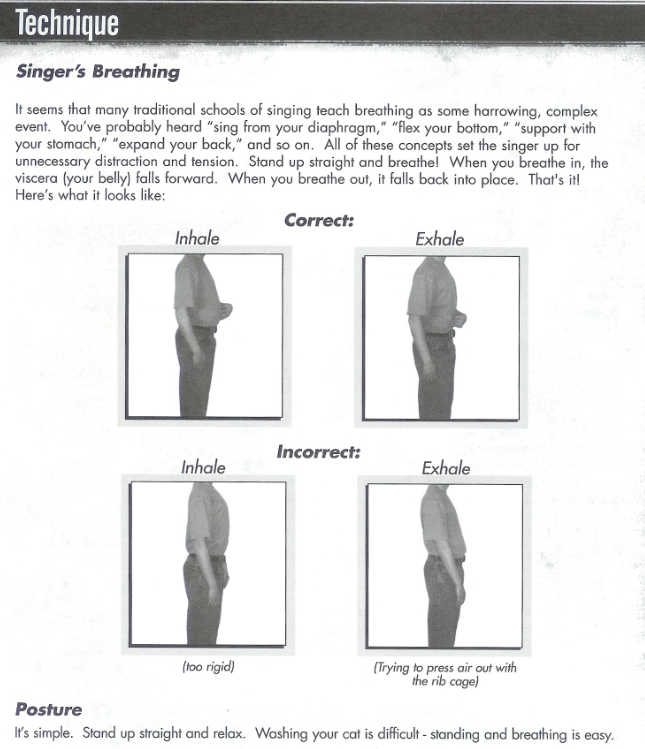 Technique
Singer's Breathing
It seems that many traditional schools of singing teach breathing as some harrowing, complex
event. You've probably heard "sing from your diaphragm," "flex your bottom," "support with
your stomach," "expand your back," and so on. All of these concepts set the singer up for
unnecessary distraction and tension. Stand up straight and breathe! When you breathe in, the
viscera (your belly) falls forward. When you breathe out, it falls back into place. That's it!
Here's what it looks like:
Correct:
Inhale
Exhale
Incorrect:
Inhale
Exhale
(too rigid)
(Trying to press air out with
the rib cage)
Posture
It's simple. Stand up straight and relax. Washing your cat is difficult - standing and breathing is easy.